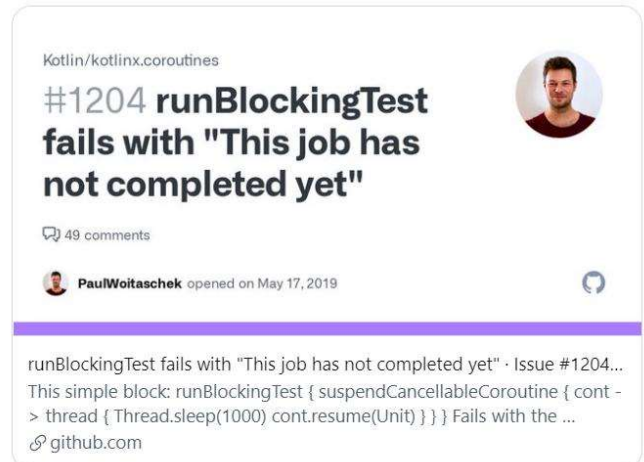 Kotlin/kotlinx.coroutines
#1204 runBlockingTest
fails with "This job has
not completed yet"
49 comments
PaulWoitaschek opened on May 17, 2019
runBlockingTest fails with "This job has not completed yet" · Issue #1204...
This simple block: runBlockingTest { suspendCancellableCoroutine { cont -
> thread { Thread.sleep(1000) cont.resume(Unit) } } } Fails with the ...
github.com